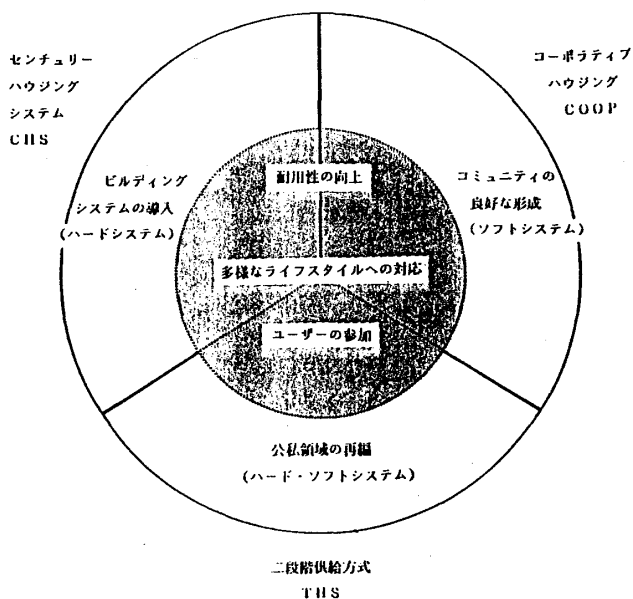 センチュリー
ハウジング
システム
CHS
コーポラティブ
ハウジング
COOP
ビルディング
システムの導入
(ハードシステム)
耐用性の向上
コミュニティの
良好な形成
(ソフトシステム)
多様なライフスタイルへの対応
ユーザーの参加
公私領域の再編
(ハード・ソフトシステム)
二段階供給方式
THS